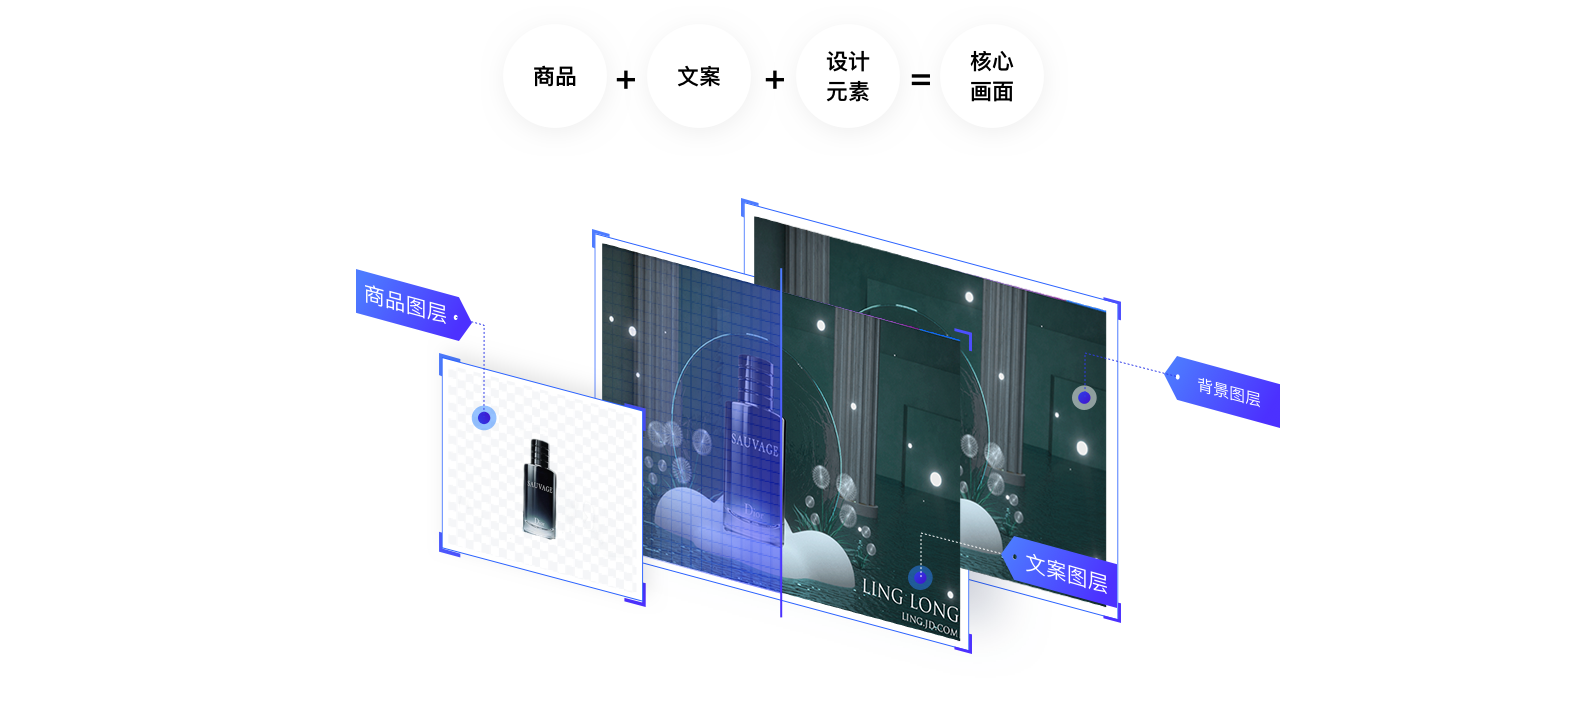 商品
+
文案
+
设计
元素
=
核心
画面
商品图层
背景图层
SAUVAGE
SAUVAGE
Dior
Dior
文案图层
LING LONG
LING.JD.COM